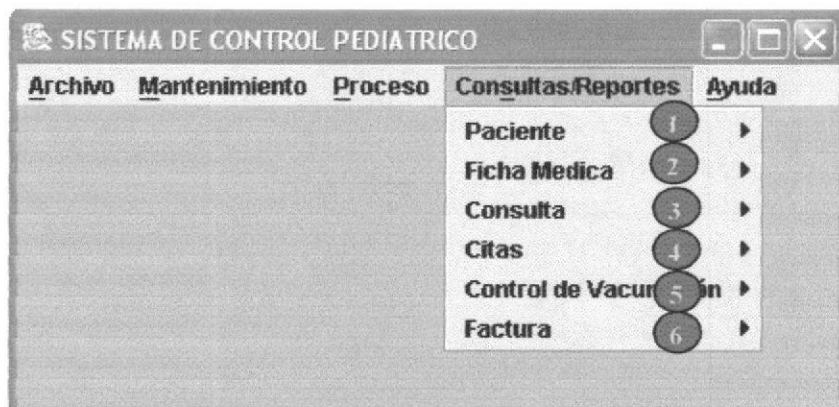 SISTEMA DE CONTROL PEDIATRICO
Archivo Mantenimiento Proceso Consultas/Reportes Ayuda
Paciente 1
Ficha Medica 2
Consulta 3
Citas 4
Control de Vacun 5 ón
Factura 6